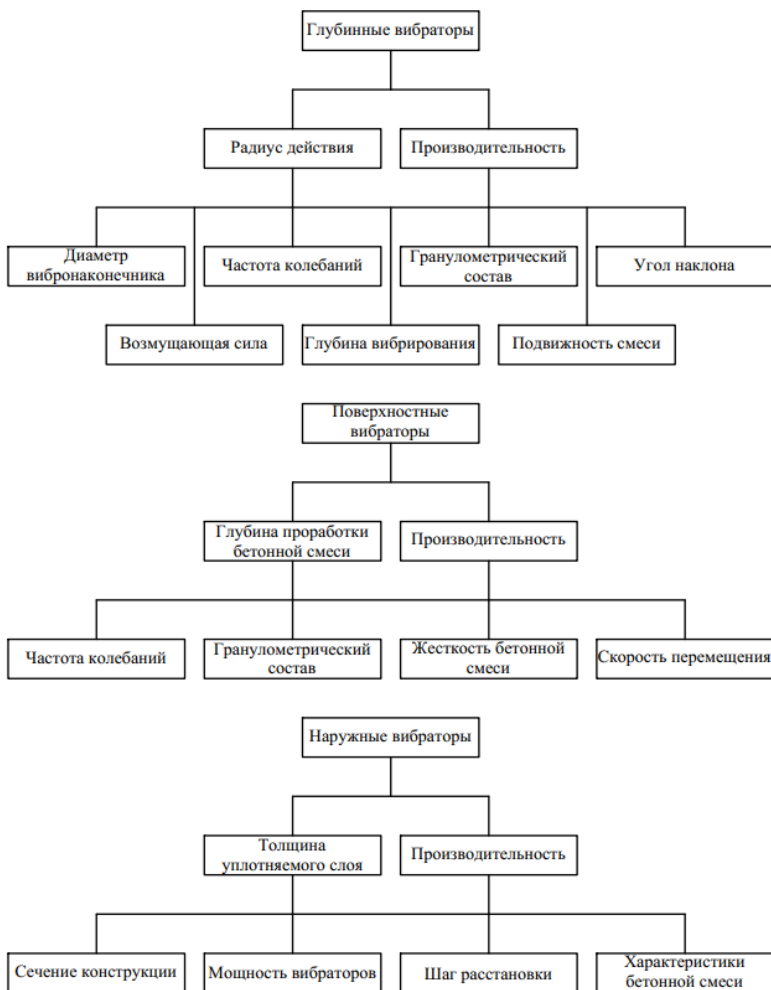 Глубинные вибраторы
Радиус действия
Производительность
Диаметр
вибронаконечника
Частота колебаний
Гранулометрический
состав
Угол наклона
Возмущающая сила
Глубина вибрирования
Подвижность смеси
Поверхностные
вибраторы
Глубина проработки
бетонной смеси
Производительность
Частота колебаний
Гранулометрический
состав
Жесткость бетонной
смеси
Скорость перемещения
Наружные вибраторы
Толщина
уплотняемого слоя
Производительность
Сечение конструкции
Мощность вибраторов
Шаг расстановки
Характеристики
бетонной смеси